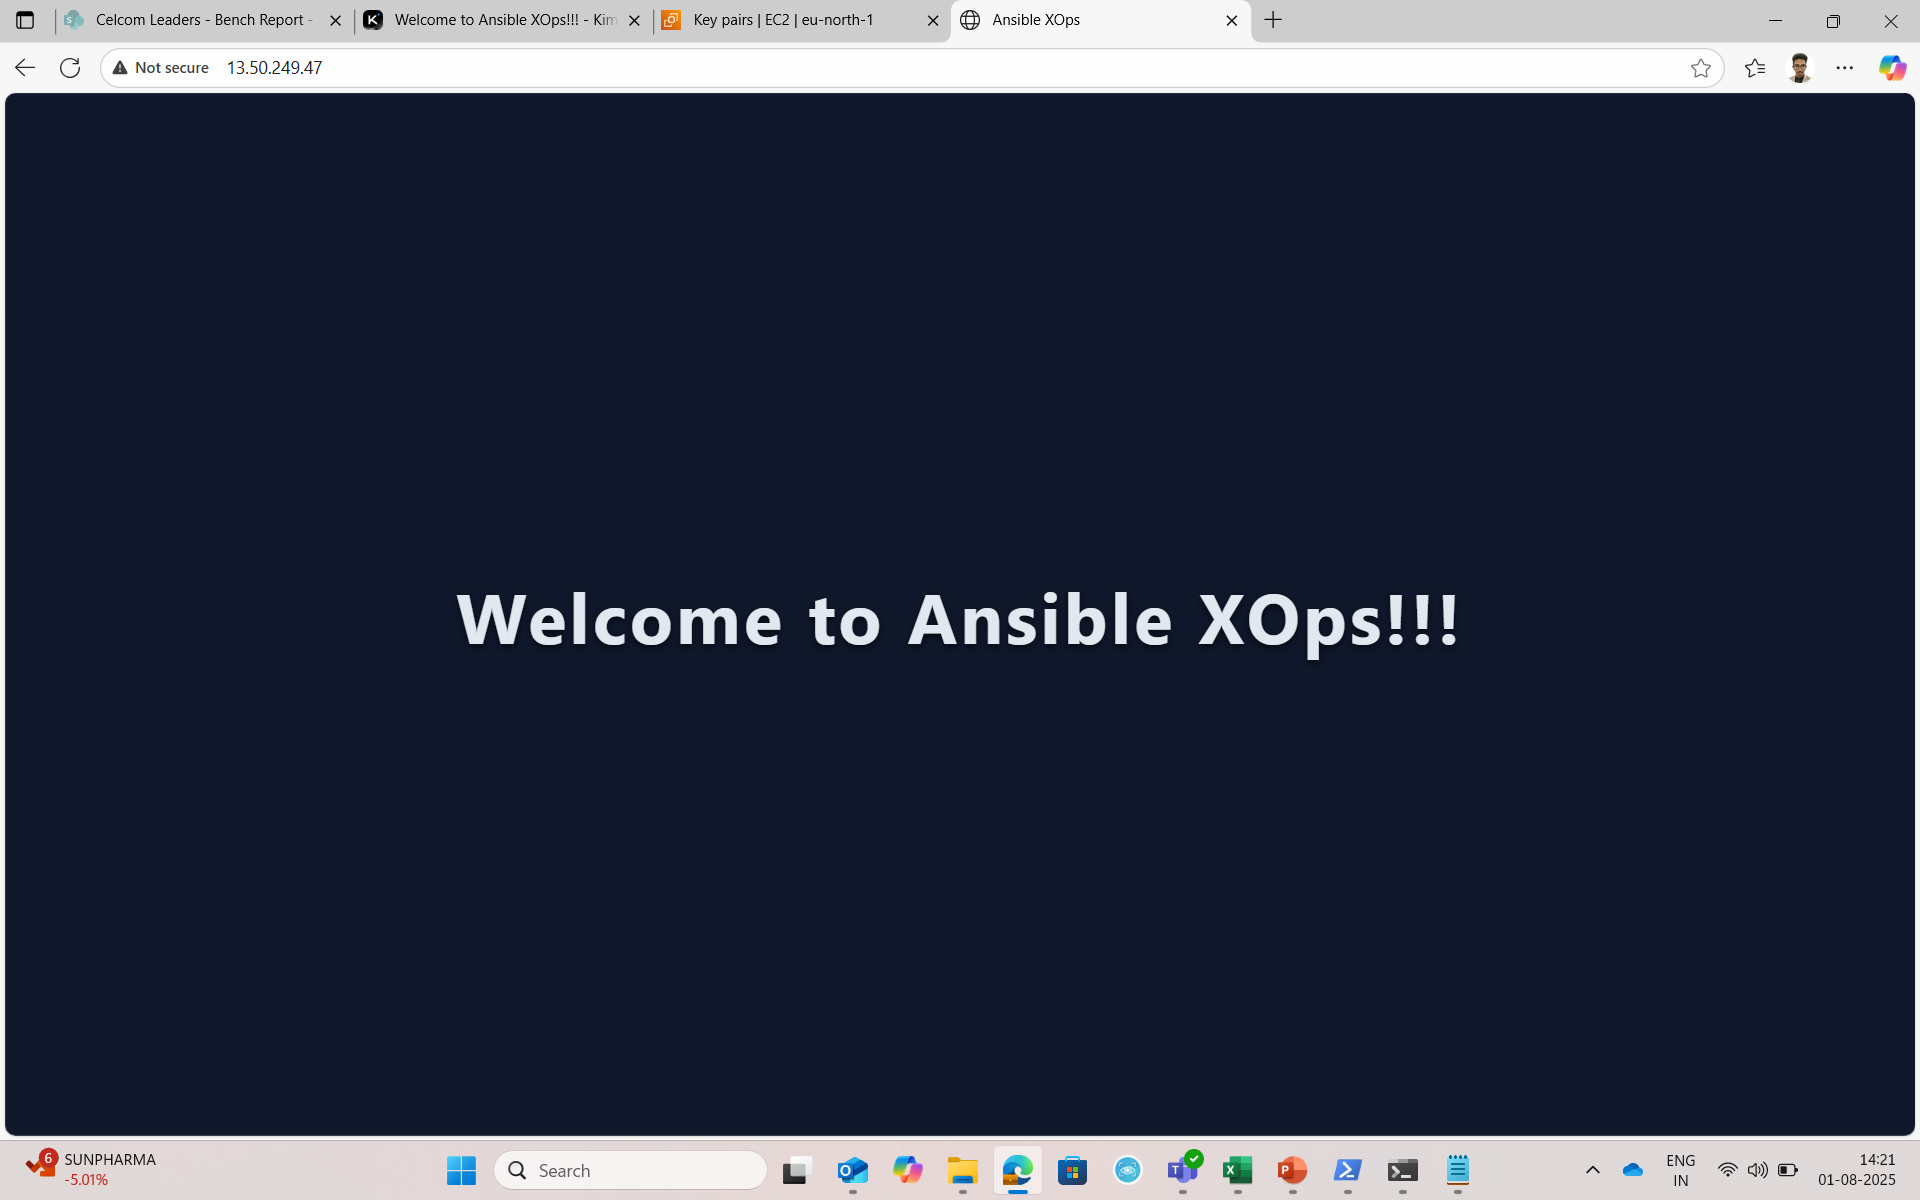 Celcom Leaders - Bench Report -
Welcome to Ansible XOps!!! - Kim
Key pairs | EC2 | eu-north-1
Ansible XOps
Not secure
13.50.249.47
Welcome to Ansible XOps!!!
6
SUNPHARMA
-5.01%
Search
ENG
IN
14:21
01-08-2025